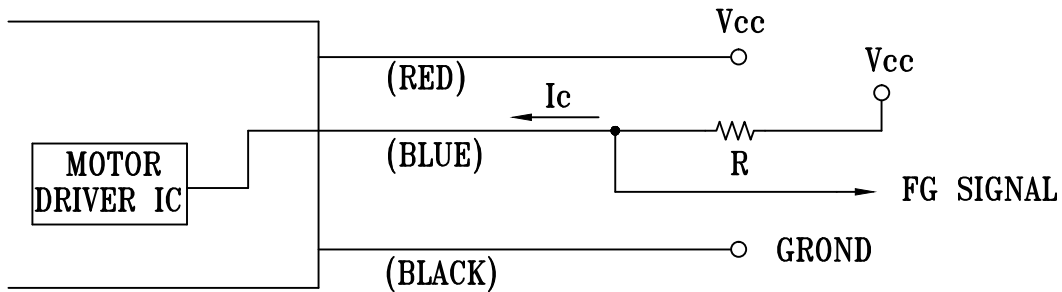 Vcc
Vcc
(RED)
Ic
(BLUE)
R
MOTOR
DRIVER IC
FG SIGNAL
(BLACK)
GROND